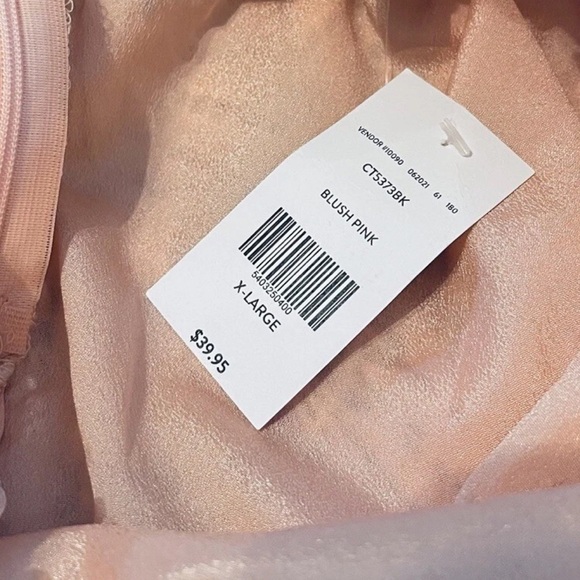 VENDOR #10090 062021 61 180
CT5373BK
BLUSH PINK
5403250400
X-LARGE
$39.95